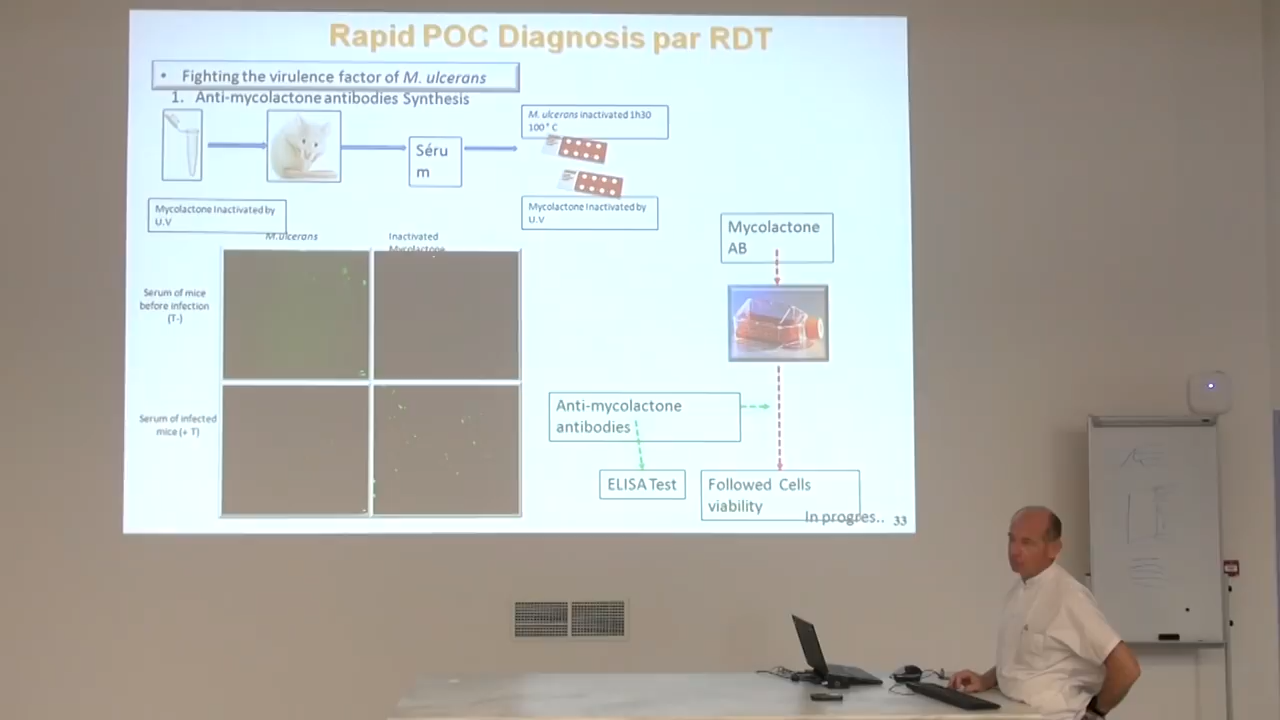 Rapid POC Diagnosis par RDT
• Fighting the virulence factor of M. ulcerans
1. Anti-mycolactone antibodies Synthesis
M. ulcerans inactivated 1h30
100°C
Séru
m
Mycolactone Inactivated by
U.V
Mycolactone Inactivated by
U.V
Mycolactone
AB
M.ulcerans
Inactivated
Mycolactone
Serum of mice
before infection
(T-)
Serum of infected
mice (+ T)
Anti-mycolactone
antibodies
ELISA Test
Followed Cells
viability
In progres..
33